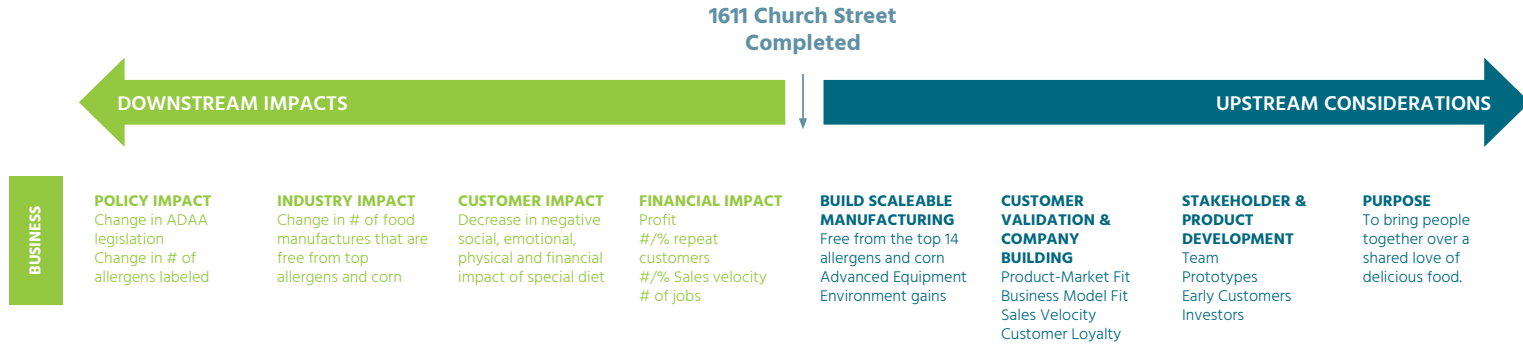 1611 Church Street
Completed
DOWNSTREAM IMPACTS
UPSTREAM CONSIDERATIONS
BUSINESS
POLICY IMPACT
Change in ADAA
legislation
Change in # of
allergens labeled
INDUSTRY IMPACT
Change in # of food
manufactures that are
free from top
allergens and corn
CUSTOMER IMPACT
Decrease in negative
social, emotional,
physical and financial
impact of special diet
FINANCIAL IMPACT
Profit
#/% repeat
customers
#/% Sales velocity
# of jobs
BUILD SCALEABLE
MANUFACTURING
Free from the top 14
allergens and corn
Advanced Equipment
Environment gains
CUSTOMER
VALIDATION &
COMPANY
BUILDING
Product-Market Fit
Business Model Fit
Sales Velocity
Customer Loyalty
STAKEHOLDER &
PRODUCT
DEVELOPMENT
Team
Prototypes
Early Customers
Investors
PURPOSE
To bring people
together over a
shared love of
delicious food.